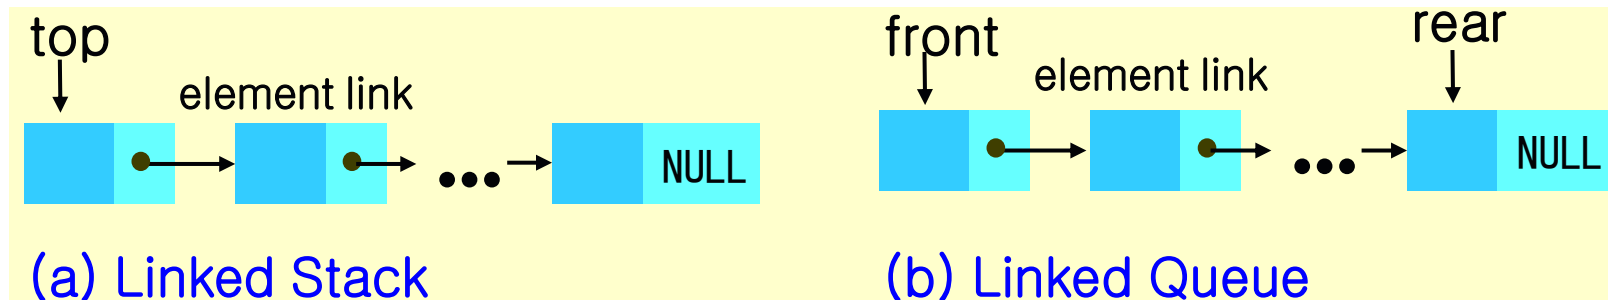 top
element link
NULL
(a) Linked Stack
front
rear
element link
NULL
(b) Linked Queue